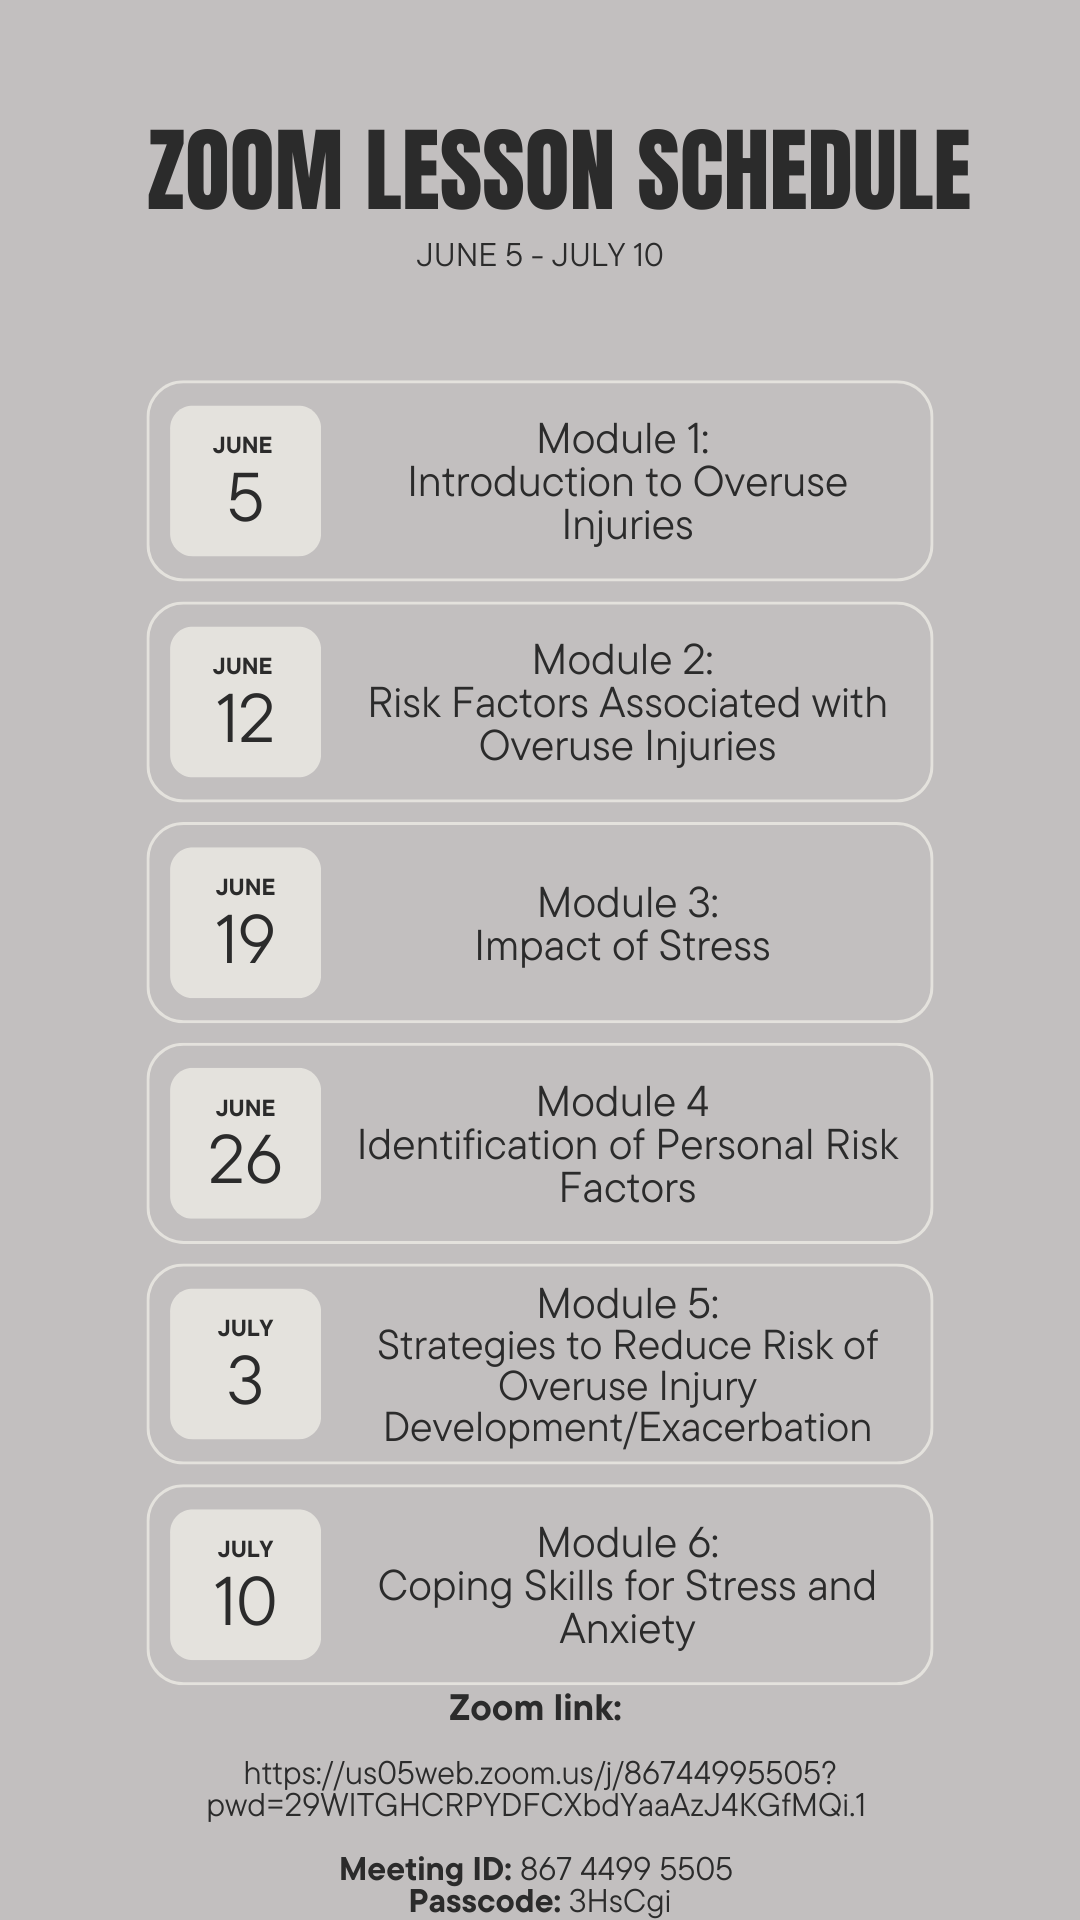 ZOOM LESSON SCHEDULE
JUNE 5 - JULY 10
JUNE
5
Module 1:
Introduction to Overuse
Injuries
JUNE
12
Module 2:
Risk Factors Associated with
Overuse Injuries
JUNE
19
Module 3:
Impact of Stress
JUNE
26
Module 4
Identification of Personal Risk
Factors
JULY
3
Module 5:
Strategies to Reduce Risk of
Overuse Injury
Development/Exacerbation
JULY
10
Module 6:
Coping Skills for Stress and
Anxiety
Zoom link:
https://us05web.zoom.us/j/86744995505?
pwd=29WITGHCRPYDFCXbdYaaAzJ4KGfMQi.1
Meeting ID: 867 4499 5505
Passcode: 3HsCgi